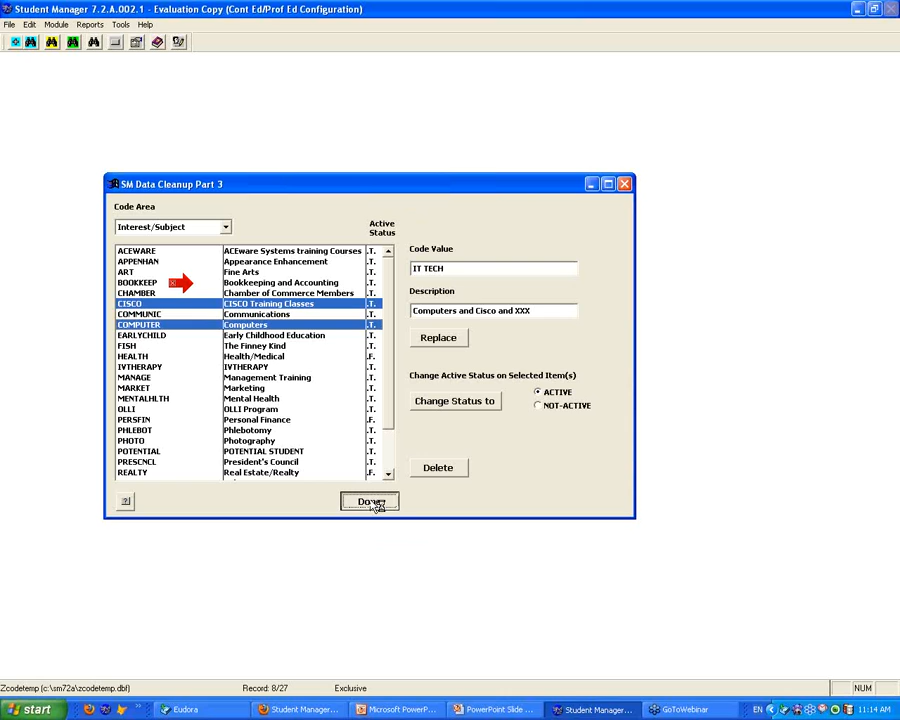 Student Manager 7.2.A.002.1 - Evaluation Copy (Cont Ed/Prof Ed Configuration)
File Edit Module Reports Tools Help
SM Data Cleanup Part 3
Code Area
Interest/Subject
Active
Status
ACEWARE ACEware Systems training Courses .T.
APPENHAN Appearance Enhancement .T.
ART Fine Arts .T.
BOOKKEEP Bookkeeping and Accounting .T.
CHAMBER Chamber of Commerce Members .T.
CISCO CISCO Training Classes .T.
COMMUNIC Communications .T.
COMPUTER Computers .T.
EARLYCHILD Early Childhood Education .T.
FISH The Finney Kind .T.
HEALTH Health/Medical .F.
IVTHERAPY IVTHERAPY .T.
MANAGE Management Training .T.
MARKET Marketing .T.
MENTALHLTH Mental Health .T.
OLLI OLLI Program .T.
PERSFIN Personal Finance .F.
PHLEBOT Phlebotomy .T.
PHOTO Photography .T.
POTENTIAL POTENTIAL STUDENT .T.
PRESCNCL President's Council .T.
REALTY Real Estate/Realty .F.
Code Value
IT TECH
Description
Computers and Cisco and XXX
Replace
Change Active Status on Selected Item(s)
Change Status to
ACTIVE
NOT-ACTIVE
Delete
?
Done
Zcodetemp (c:\sm72a\zcodetemp.dbf) Record: 8/27 Exclusive NUM
start Eudora Student Manager... Microsoft PowerP... PowerPoint Slide ... Student Manager... GoToWebinar EN 11:14 AM